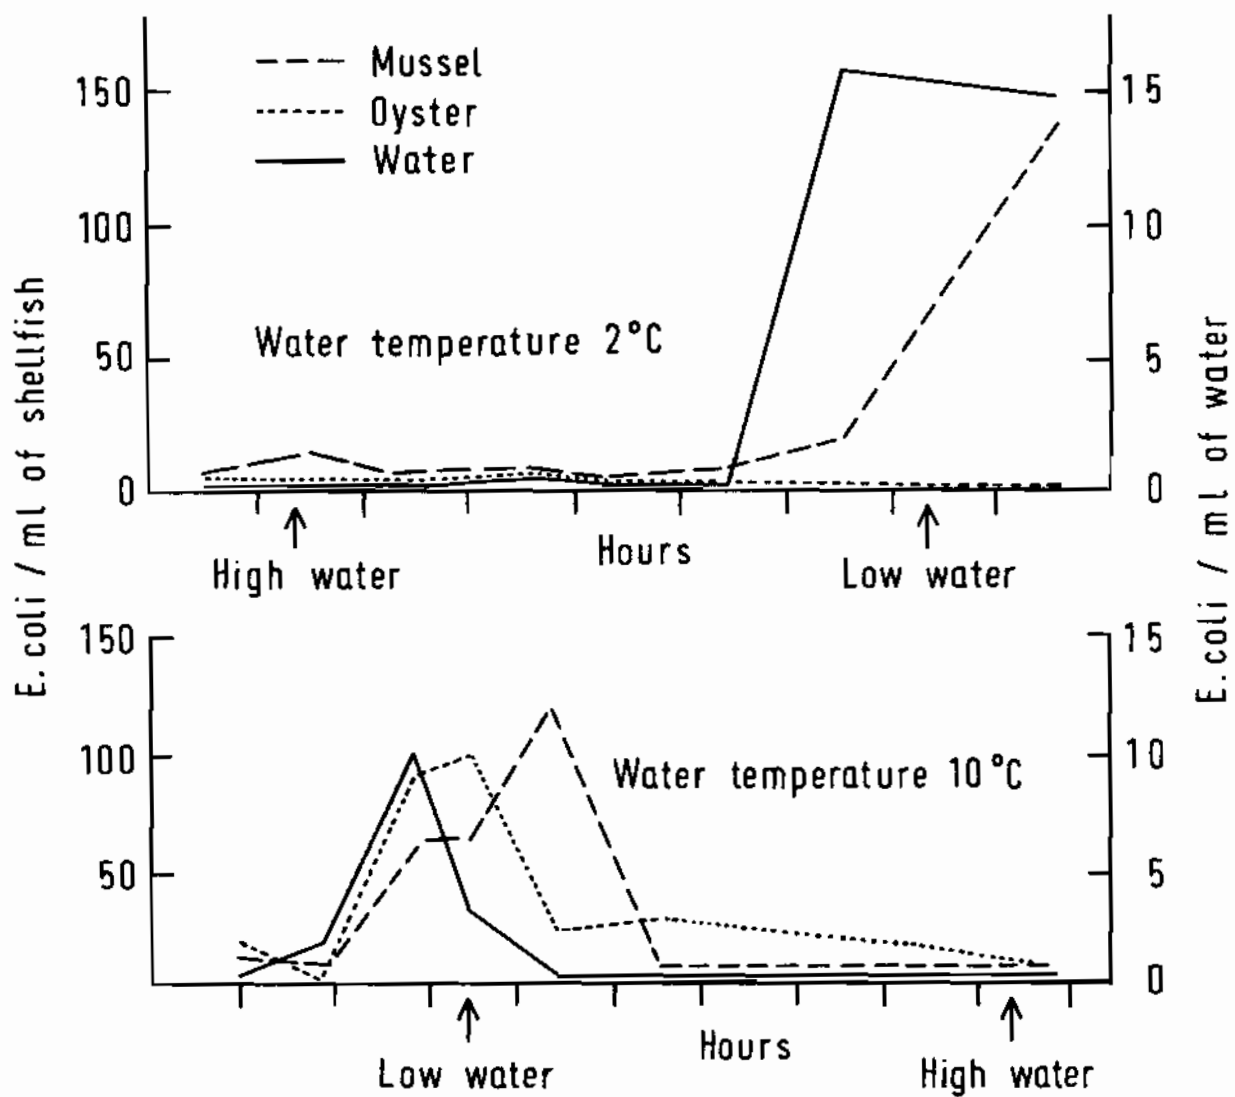 Mussel
Oyster
Water
150
100
50
0
15
10
5
0
Water temperature 2°C
High water
Hours
Low water
E.coli / ml of shellfish
E.coli / ml of water
150
100
50
15
10
5
0
Water temperature 10°C
Low water
Hours
High water